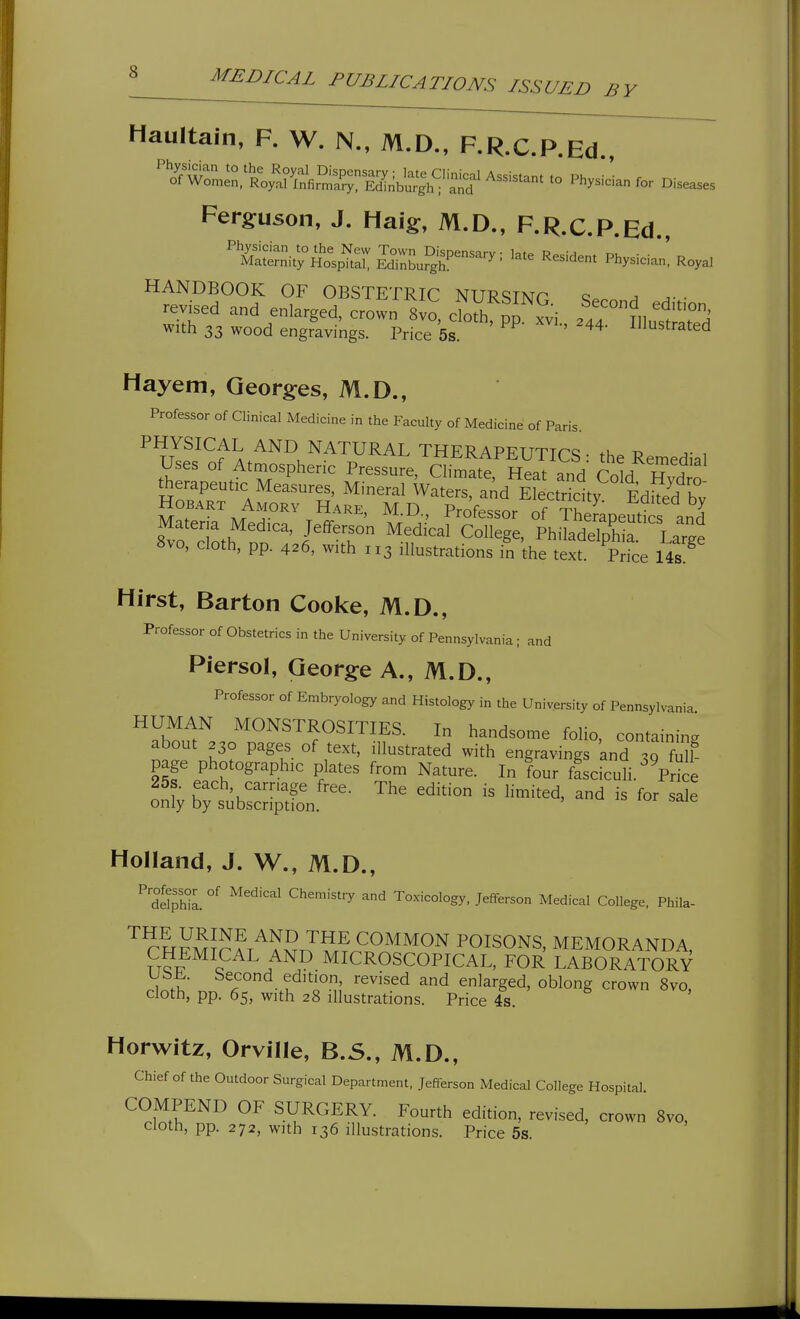 8 MEDICAL PUBLICATIONS ISSUED BY
Haultain, F. W. N., M.D., F.R.C.P.Ed.,
Physician to the Royal Dispensary; late Clinical Assistant to Physician for Diseases
of Women, Royal Infirmary, Edinburgh; and
Ferguson, J. Haig, M.D., F.R.C.P.Ed.,
Physician to the New Town Dispensary; late Resident Physician, Royal
Maternity Hospital, Edinburgh.
HANDBOOK OF OBSTETRIC NURSING. Second edition,
revised and enlarged, crown 8vo, cloth, pp. xvi., 244. Illustrated
with 33 wood engravings. Price 5s.
Hayem, Georges, M.D.,
Professor of Clinical Medicine in the Faculty of Medicine of Paris.
PHYSICAL AND NATURAL THERAPEUTICS: the Remedial
Uses of Atmospheric Pressure, Climate, Heat and Cold, Hydro-
therapeutic Measures, Mineral Waters, and Electricity. Edited by
HOBART AMORY HARE, M.D., Professor of Therapeutics and
Materia Medica, Jefferson Medical College, Philadelphia. Large
8vo, cloth, pp. 426, with 113 illustrations in the text. Price 14s.
Hirst, Barton Cooke, M.D.,
Professor of Obstetrics in the University of Pennsylvania; and
Piersol, George A., M.D.,
Professor of Embryology and Histology in the University of Pennsylvania.
HUMAN MONSTROSITIES. In handsome folio, containing
about 230 pages of text, illustrated with engravings and 39 full-
page photographic plates from Nature. In four fasciculi. Price
25s. each, carriage free. The edition is limited, and is for sale
only by subscription.
Holland, J. W., M.D.,
Professor of Medical Chemistry and Toxicology, Jefferson Medical College, Phila-
delphia.
THE URINE AND THE COMMON POISONS, MEMORANDA,
CHEMICAL AND MICROSCOPICAL, FOR LABORATORY
USE. Second edition, revised and enlarged, oblong crown 8vo,
cloth, pp. 65, with 28 illustrations. Price 4s.
Horwitz, Orville, B.S., M.D.,
Chief of the Outdoor Surgical Department, Jefferson Medical College Hospital.
COMPEND OF SURGERY. Fourth edition, revised, crown 8vo,
cloth, pp. 272, with 136 illustrations. Price 5s.